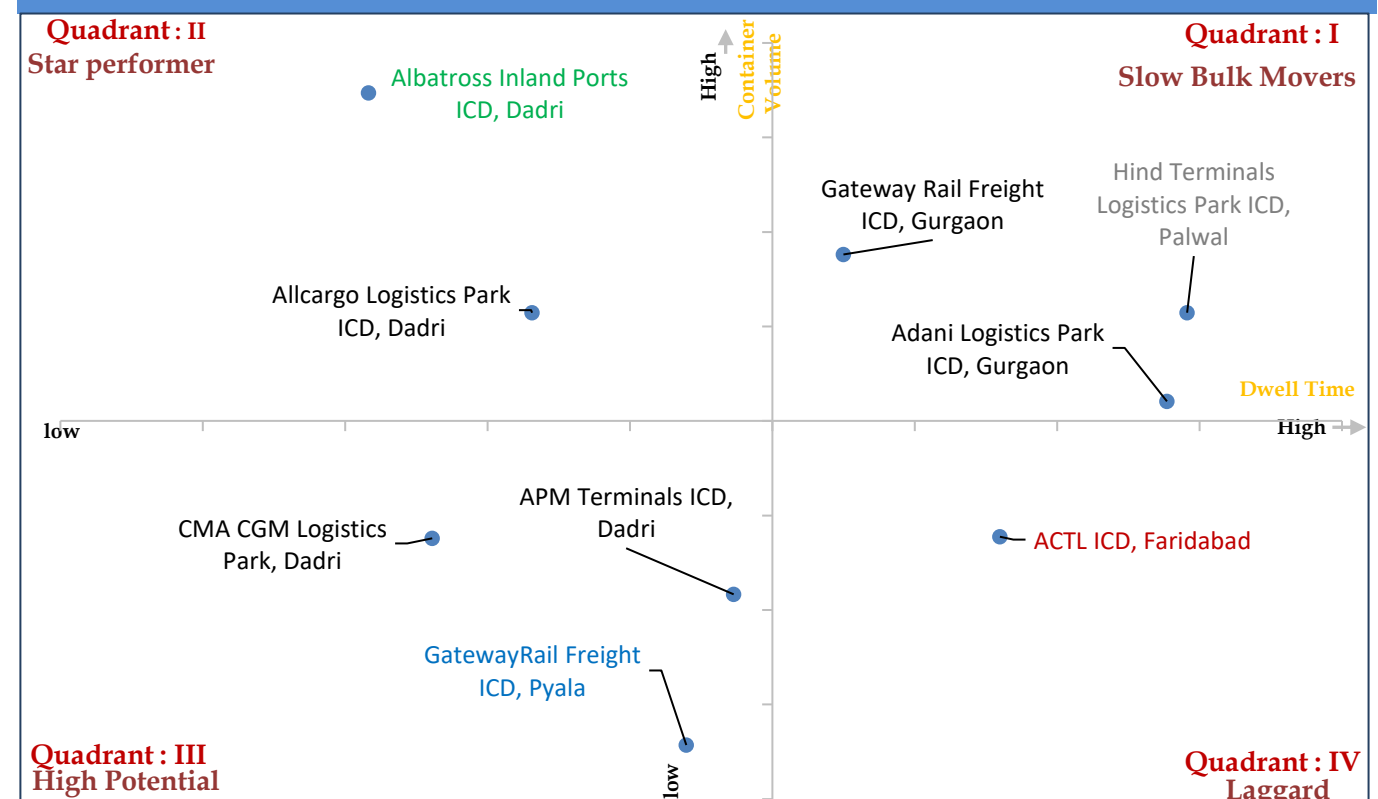 Quadrant : II
Star performer
Quadrant : I
Slow Bulk Movers
High
Container
Volume
Albatross Inland Ports
ICD, Dadri
Gateway Rail Freight
ICD, Gurgaon
Hind Terminals
Logistics Park ICD,
Palwal
Allcargo Logistics Park
ICD, Dadri
Adani Logistics Park
ICD, Gurgaon
Dwell Time
low
High
APM Terminals ICD,
Dadri
CMA CGM Logistics
Park, Dadri
ACTL ICD, Faridabad
GatewayRail Freight
ICD, Pyala
low
Quadrant : III
High Potential
Quadrant : IV
Laggard